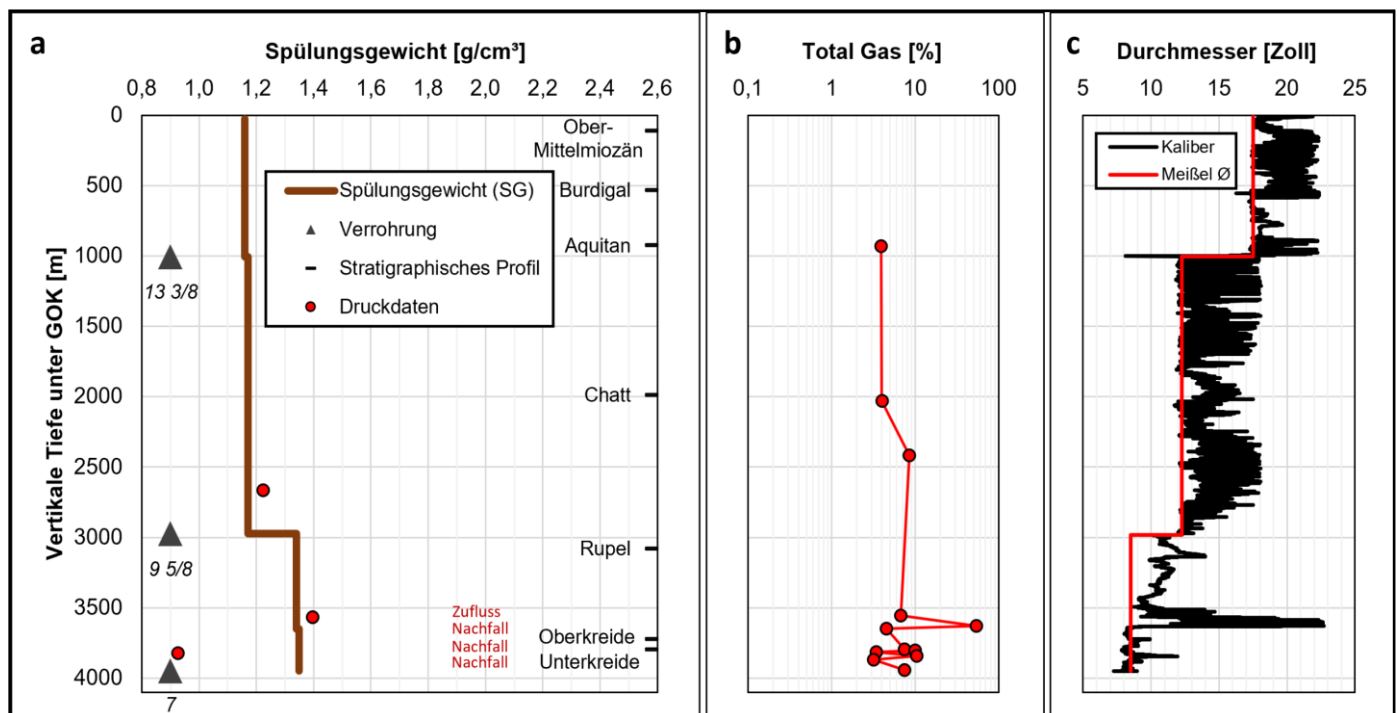 a
Spülungsgewicht [g/cm³]
0,8 1,0 1,2 1,4 1,6 1,8 2,0 2,2 2,4 2,6
Vertikale Tiefe unter GOK [m]
0
500
1000
1500
2000
2500
3000
3500
4000
Spülungsgewicht (SG)
Verrohrung
Stratigraphisches Profil
Druckdaten
13 3/8
9 5/8
7
Ober-
Mittelmiozän
Burdigal
Aquitan
Chatt
Rupel
Oberkreide
Unterkreide
Zufluss
Nachfall
Nachfall
Nachfall
b
Total Gas [%]
0,1 1 10 100
c
Durchmesser [Zoll]
5 10 15 20 25
Kaliber
Meißel Ø